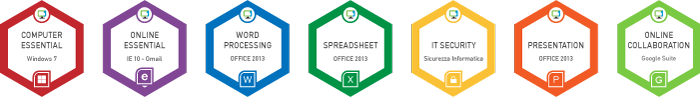 COMPUTER
ESSENTIAL
Windows 7
ONLINE
ESSENTIAL
IE 10 - Gmail
e
WORD
PROCESSING
OFFICE 2013
W
SPREADSHEET
OFFICE 2013
X
IT SECURITY
Sicurezza Informatica
PRESENTATION
OFFICE 2013
P
ONLINE
COLLABORATION
Google Suite
G